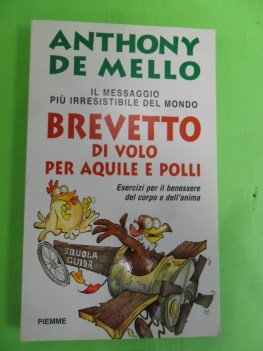 ANTHONY
DE MELLO
IL MESSAGGIO
PIÙ IRRESISTIBILE DEL MONDO
BREVETTO
DI VOLO
PER AQUILE E POLLI
Esercizi per il benessere
del corpo e dell'anima
SQUOLA
GUIDA
PIEMME